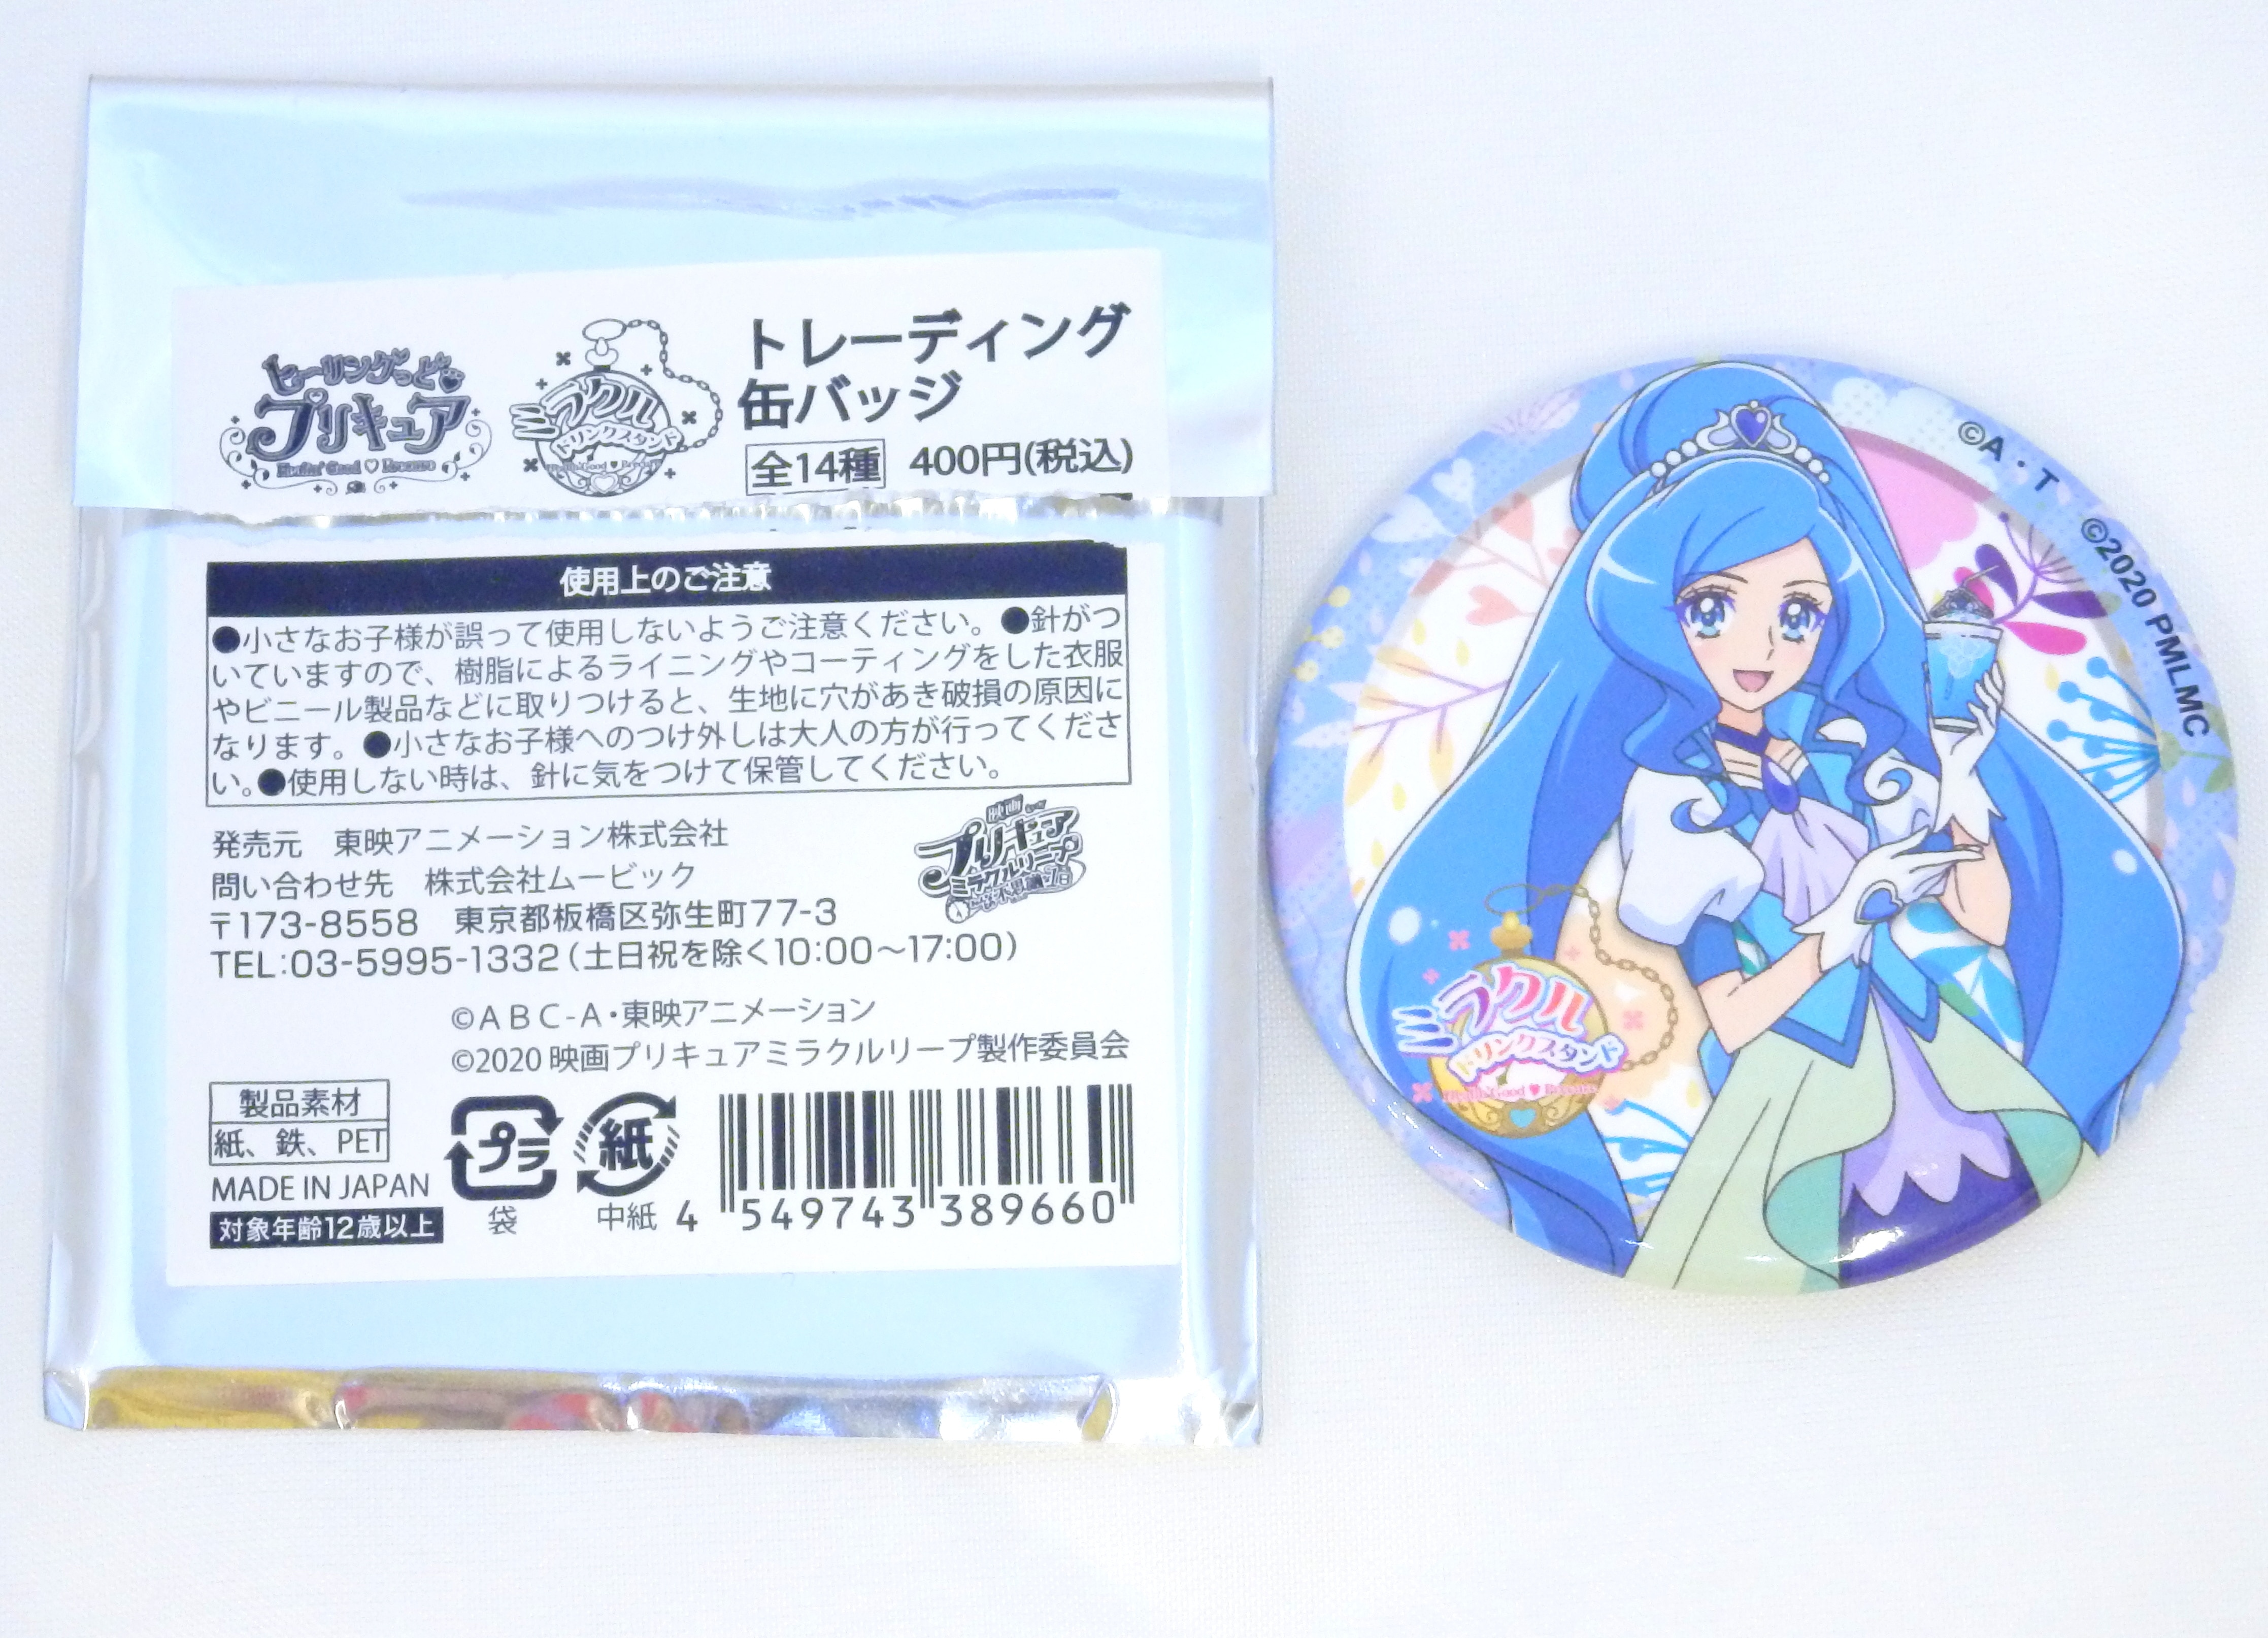 ヒーリングっど♥
プリキュア
Healin' Good ♥ Precure
ミラクル
ドリンクスタンド
Healin' Good ♥ Precure
トレーディング
缶バッジ
全14種 400円(税込)
使用上のご注意
●小さなお子様が誤って使用しないようご注意ください。●針がつ
いていますので、樹脂によるライニングやコーティングをした衣服
やビニール製品などに取りつけると、生地に穴があき破損の原因に
なります。●小さなお子様へのつけ外しは大人の方が行ってくださ
い。●使用しない時は、針に気をつけて保管してください。
発売元 東映アニメーション株式会社
問い合わせ先 株式会社ムービック
〒173-8558 東京都板橋区弥生町77-3
TEL:03-5995-1332(土日祝を除く10:00〜17:00)
映画
プリキュア
ミラクルリープ
©ABC-A・東映アニメーション
©2020 映画プリキュアミラクルリープ製作委員会
製品素材
紙、鉄、PET
MADE IN JAPAN
対象年齢12歳以上
プラ
袋
紙
中紙
4 549743 389660
©A・T ©2020 PMLMC
ミラクル
ドリンクスタンド
Healin' Good ♥ Precure